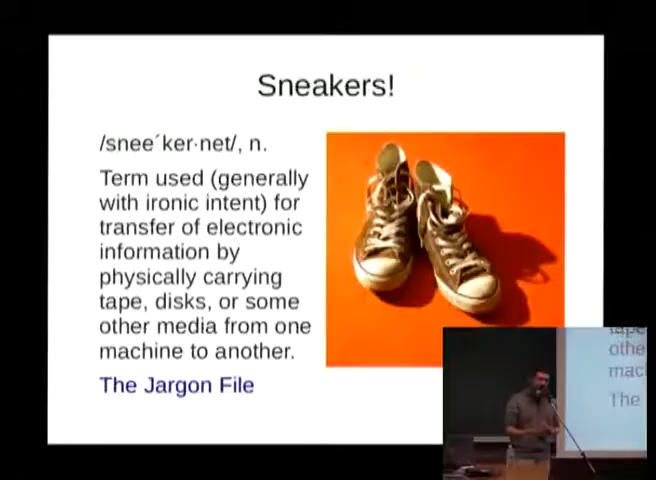 Sneakers!
/snee´ker·net/, n.
Term used (generally
with ironic intent) for
transfer of electronic
information by
physically carrying
tape, disks, or some
other media from one
machine to another.
The Jargon File
tape
othe
mac
The